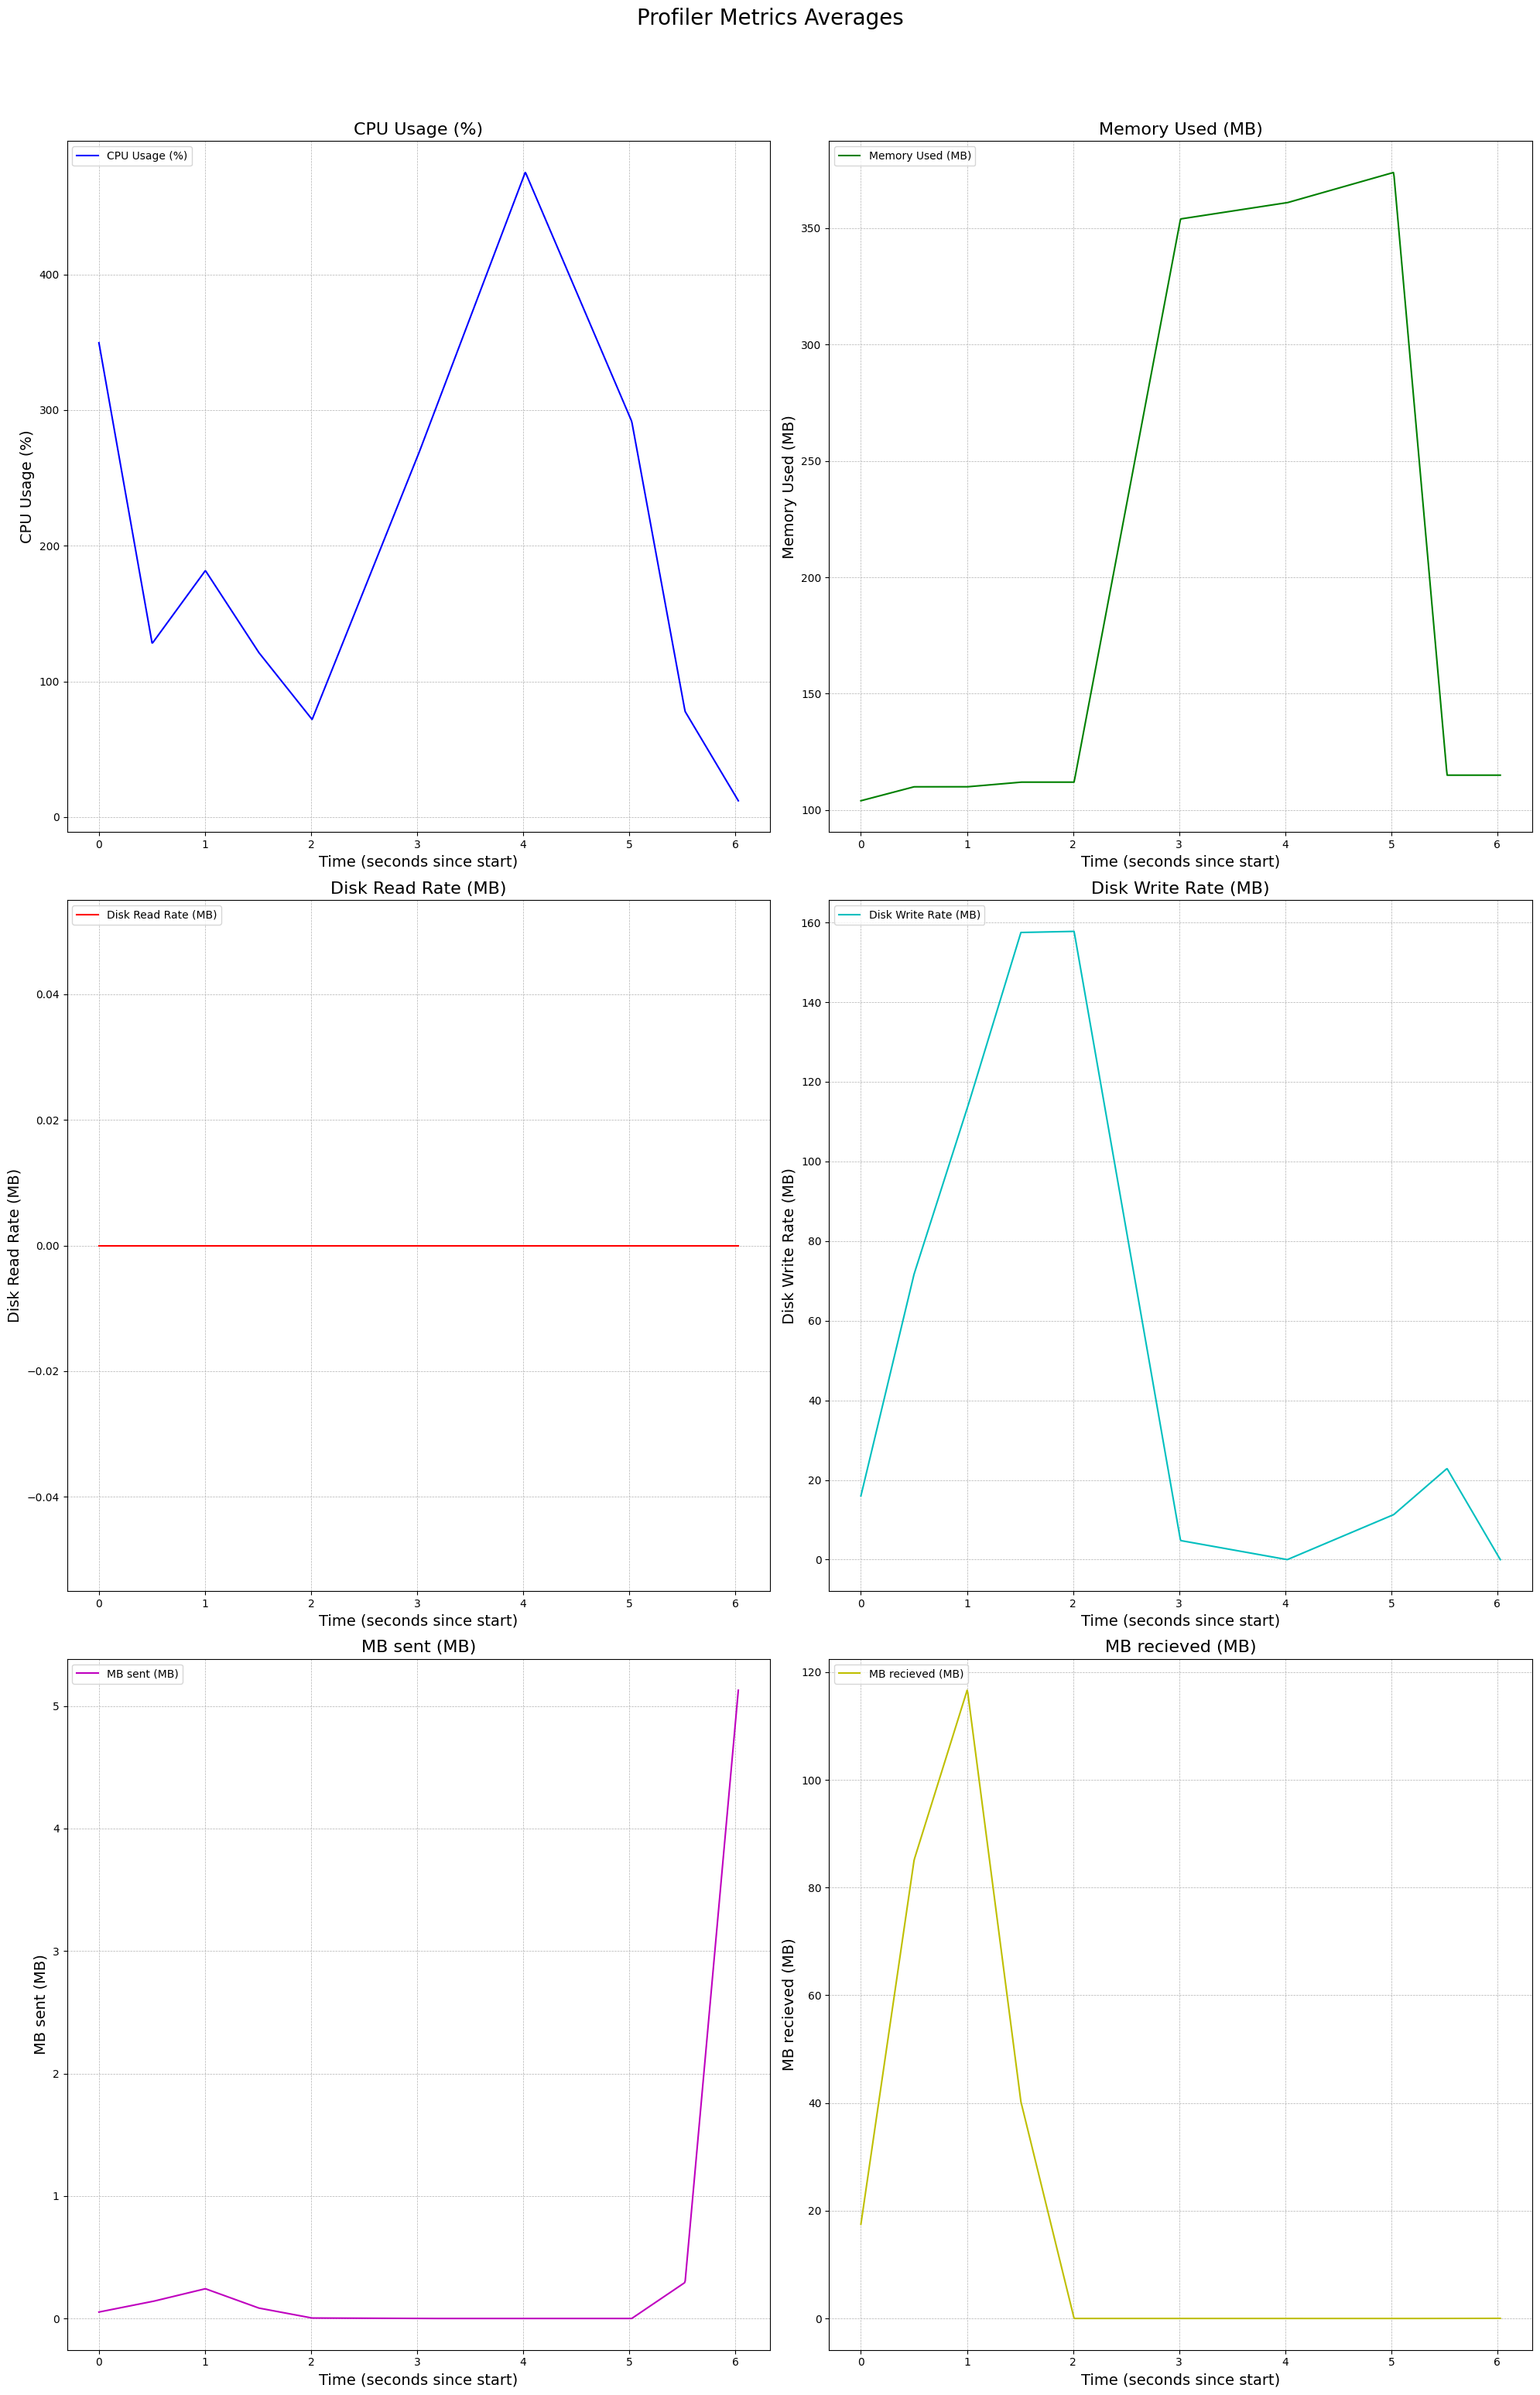 Profiler Metrics Averages
CPU Usage (%)
CPU Usage (%)
CPU Usage (%)
400
300
200
100
0
0 1 2 3 4 5 6
Time (seconds since start)
Memory Used (MB)
Memory Used (MB)
Memory Used (MB)
350
300
250
200
150
100
0 1 2 3 4 5 6
Time (seconds since start)
Disk Read Rate (MB)
Disk Read Rate (MB)
Disk Read Rate (MB)
0.04
0.02
0.00
−0.02
−0.04
0 1 2 3 4 5 6
Time (seconds since start)
Disk Write Rate (MB)
Disk Write Rate (MB)
Disk Write Rate (MB)
160
140
120
100
80
60
40
20
0
0 1 2 3 4 5 6
Time (seconds since start)
MB sent (MB)
MB sent (MB)
MB sent (MB)
5
4
3
2
1
0
0 1 2 3 4 5 6
Time (seconds since start)
MB recieved (MB)
MB recieved (MB)
MB recieved (MB)
120
100
80
60
40
20
0
0 1 2 3 4 5 6
Time (seconds since start)